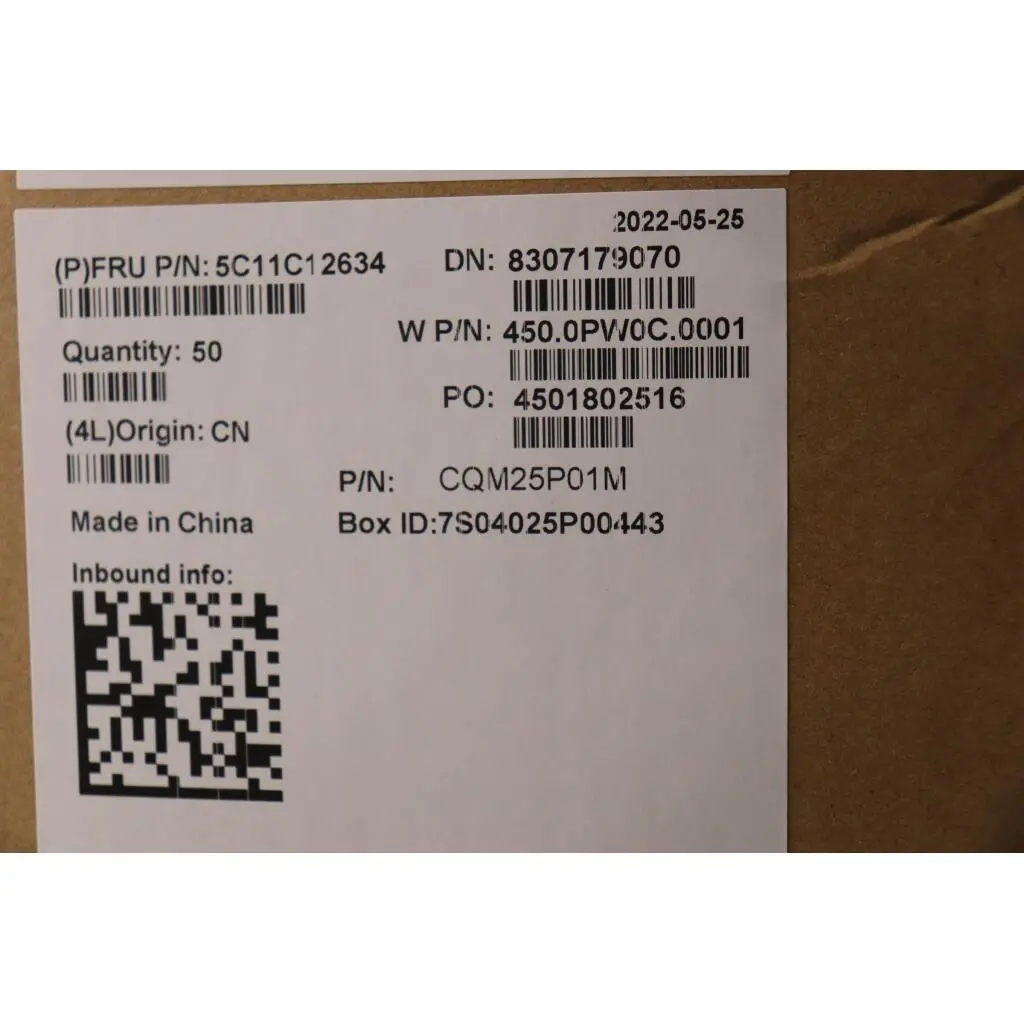 2022-05-25
(P)FRU P/N: 5C11C12634
DN: 8307179070
W P/N: 450.0PW0C.0001
Quantity: 50
PO: 4501802516
(4L)Origin: CN
P/N: CQM25P01M
Made in China
Box ID:7S04025P00443
Inbound info: